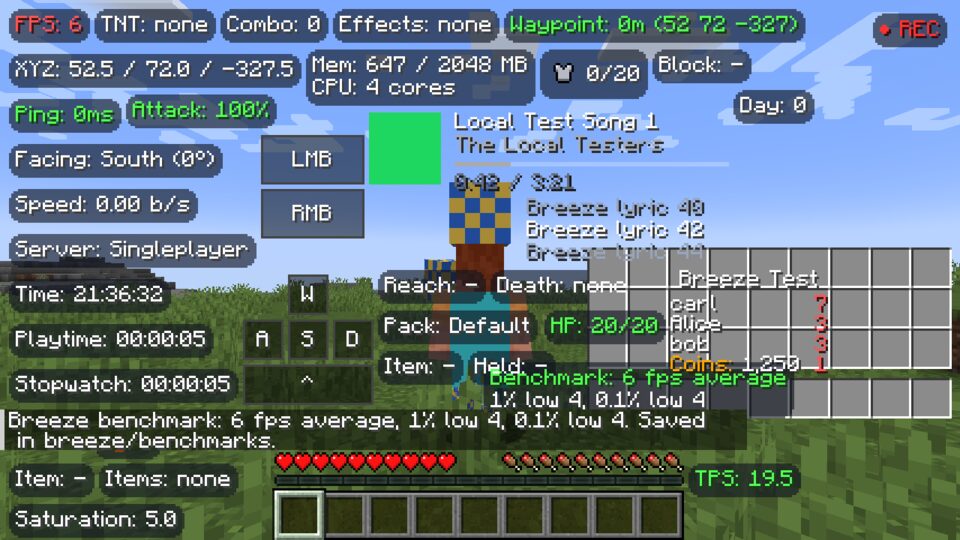 FPS: 6 TNT: none Combo: 0 Effects: none Waypoint: 0m (52 72 -327) REC
XYZ: 52.5 / 72.0 / -327.5 Mem: 647 / 2048 MB 0/20 Block: -
CPU: 4 cores
Ping: 0ms Attack: 100% Day: 0
Local Test Song 1
The Local Testers
Facing: South (0°) LMB
0:42 / 3:21
Speed: 0.00 b/s RMB
Breeze lyric 40
Breeze lyric 42
Breeze lyric 44
Server: Singleplayer
Time: 21:36:32 W Reach: - Death: none
Breeze Test
carl 7
Alice 3
bob 3
Coins: 1,250 1
Playtime: 00:00:05 A S D Pack: Default HP: 20/20
Item: - Held: -
Stopwatch: 00:00:05 ^
Benchmark: 6 fps average
1% low 4, 0.1% low 4
Breeze benchmark: 6 fps average, 1% low 4, 0.1% low 4. Saved
in breeze/benchmarks.
Item: - Items: none TPS: 19.5
Saturation: 5.0